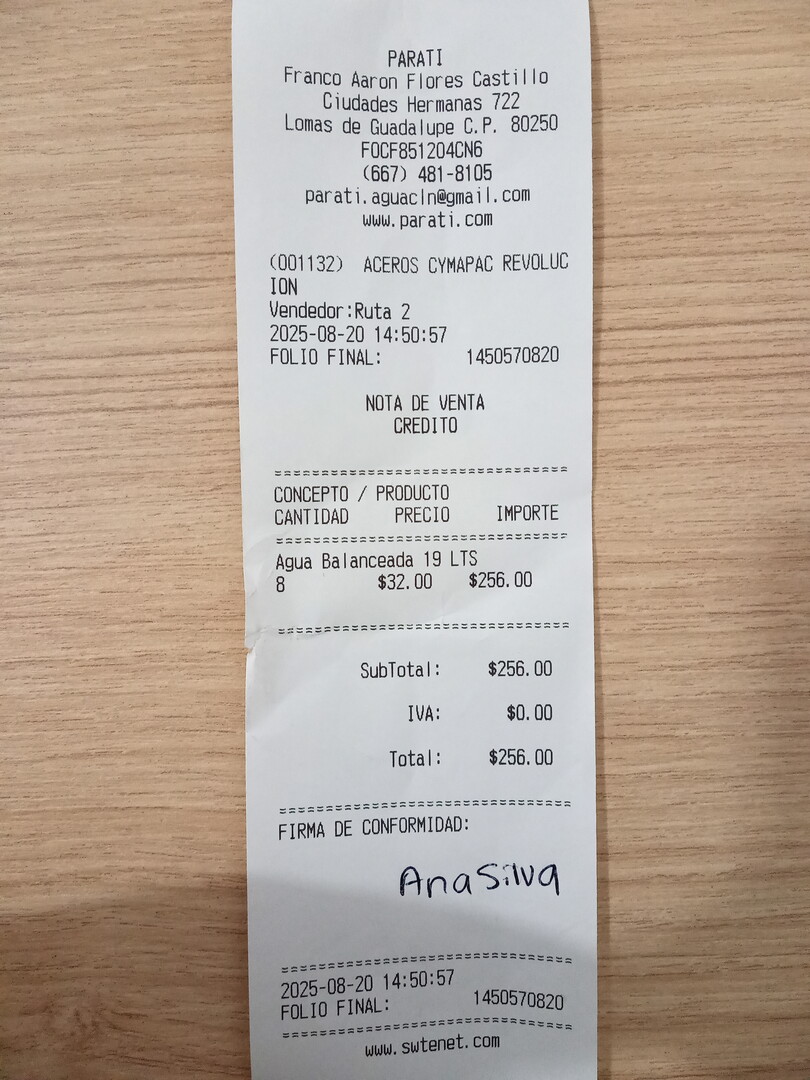 PARATI
Franco Aaron Flores Castillo
Ciudades Hermanas 722
Lomas de Guadalupe C.P. 80250
FOCF851204CN6
(667) 481-8105
parati.aguacln@gmail.com
www.parati.com
(001132) ACEROS CYMAPAC REVOLUC
ION
Vendedor:Ruta 2
2025-08-20 14:50:57
FOLIO FINAL: 1450570820
NOTA DE VENTA
CREDITO
================================
CONCEPTO / PRODUCTO
CANTIDAD PRECIO IMPORTE
================================
Agua Balanceada 19 LTS
8 $32.00 $256.00
================================
SubTotal: $256.00
IVA: $0.00
Total: $256.00
================================
FIRMA DE CONFORMIDAD:
Ana Silva
================================
2025-08-20 14:50:57
FOLIO FINAL: 1450570820
================================
www.swtenet.com